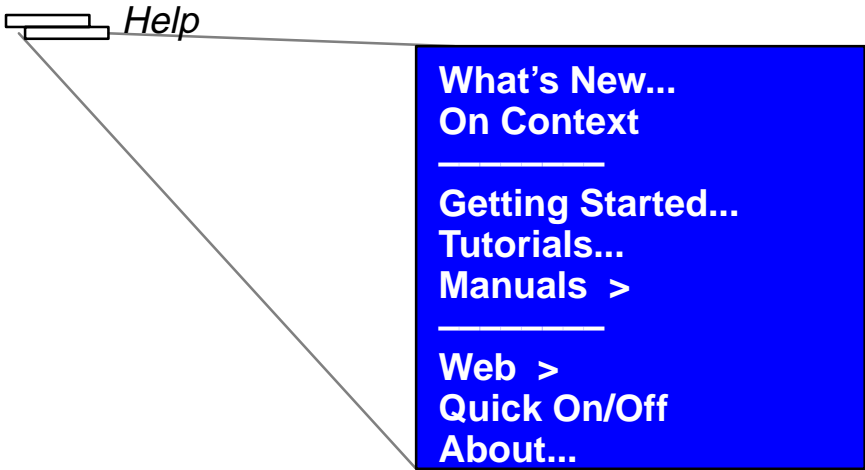 Help
What’s New...
On Context
––––––––
Getting Started...
Tutorials...
Manuals >
––––––––
Web >
Quick On/Off
About...